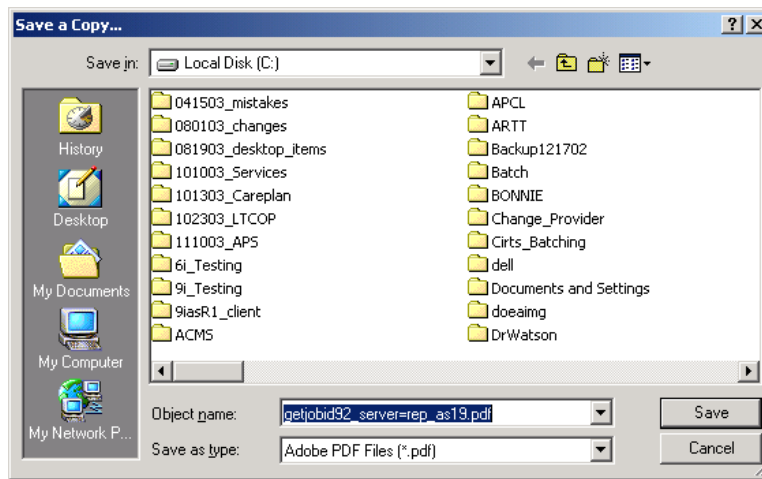 Save a Copy...
Save in: Local Disk (C:)
History
Desktop
My Documents
My Computer
My Network P...
041503_mistakes
080103_changes
081903_desktop_items
101003_Services
101303_Careplan
102303_LTCOP
111003_APS
6i_Testing
9i_Testing
9iasR1_client
ACMS
APCL
ARTT
Backup121702
Batch
BONNIE
Change_Provider
Cirts_Batching
dell
Documents and Settings
doeaimg
DrWatson
Object name: getjobid92_server=rep_as19.pdf Save
Save as type: Adobe PDF Files (*.pdf) Cancel